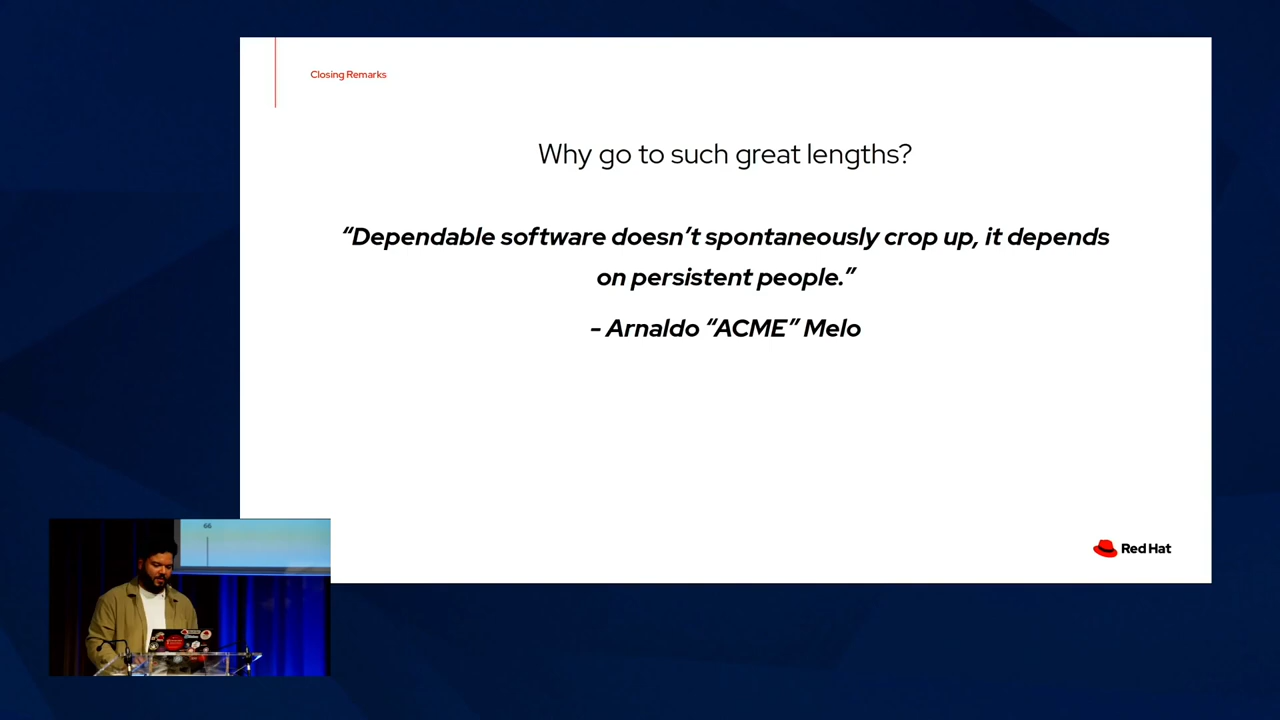 Closing Remarks
Why go to such great lengths?
“Dependable software doesn’t spontaneously crop up, it depends
on persistent people.”
- Arnaldo “ACME” Melo
Red Hat
66